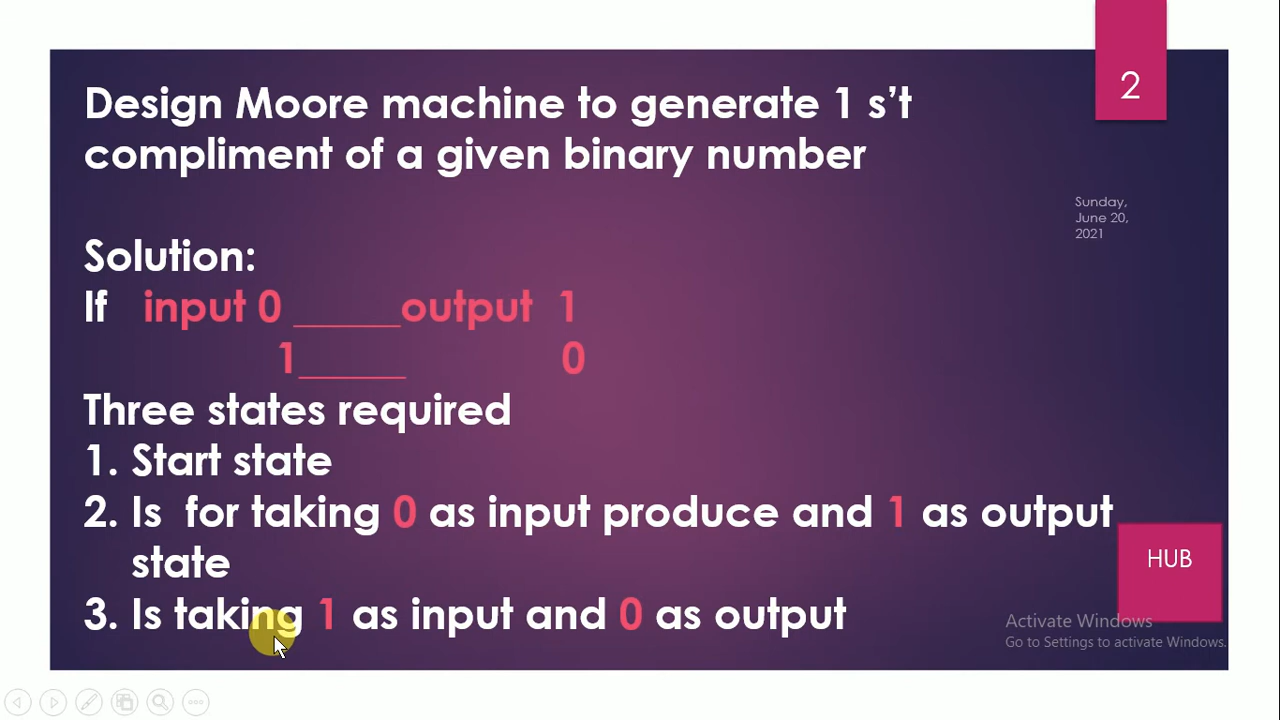 2
Design Moore machine to generate 1 s’t
compliment of a given binary number
Sunday,
June 20,
2021
Solution:
If input 0 _____output 1
1_____ 0
Three states required
1. Start state
2. Is for taking 0 as input produce and 1 as output
state
3. Is taking 1 as input and 0 as output
HUB
Activate Windows
Go to Settings to activate Windows.